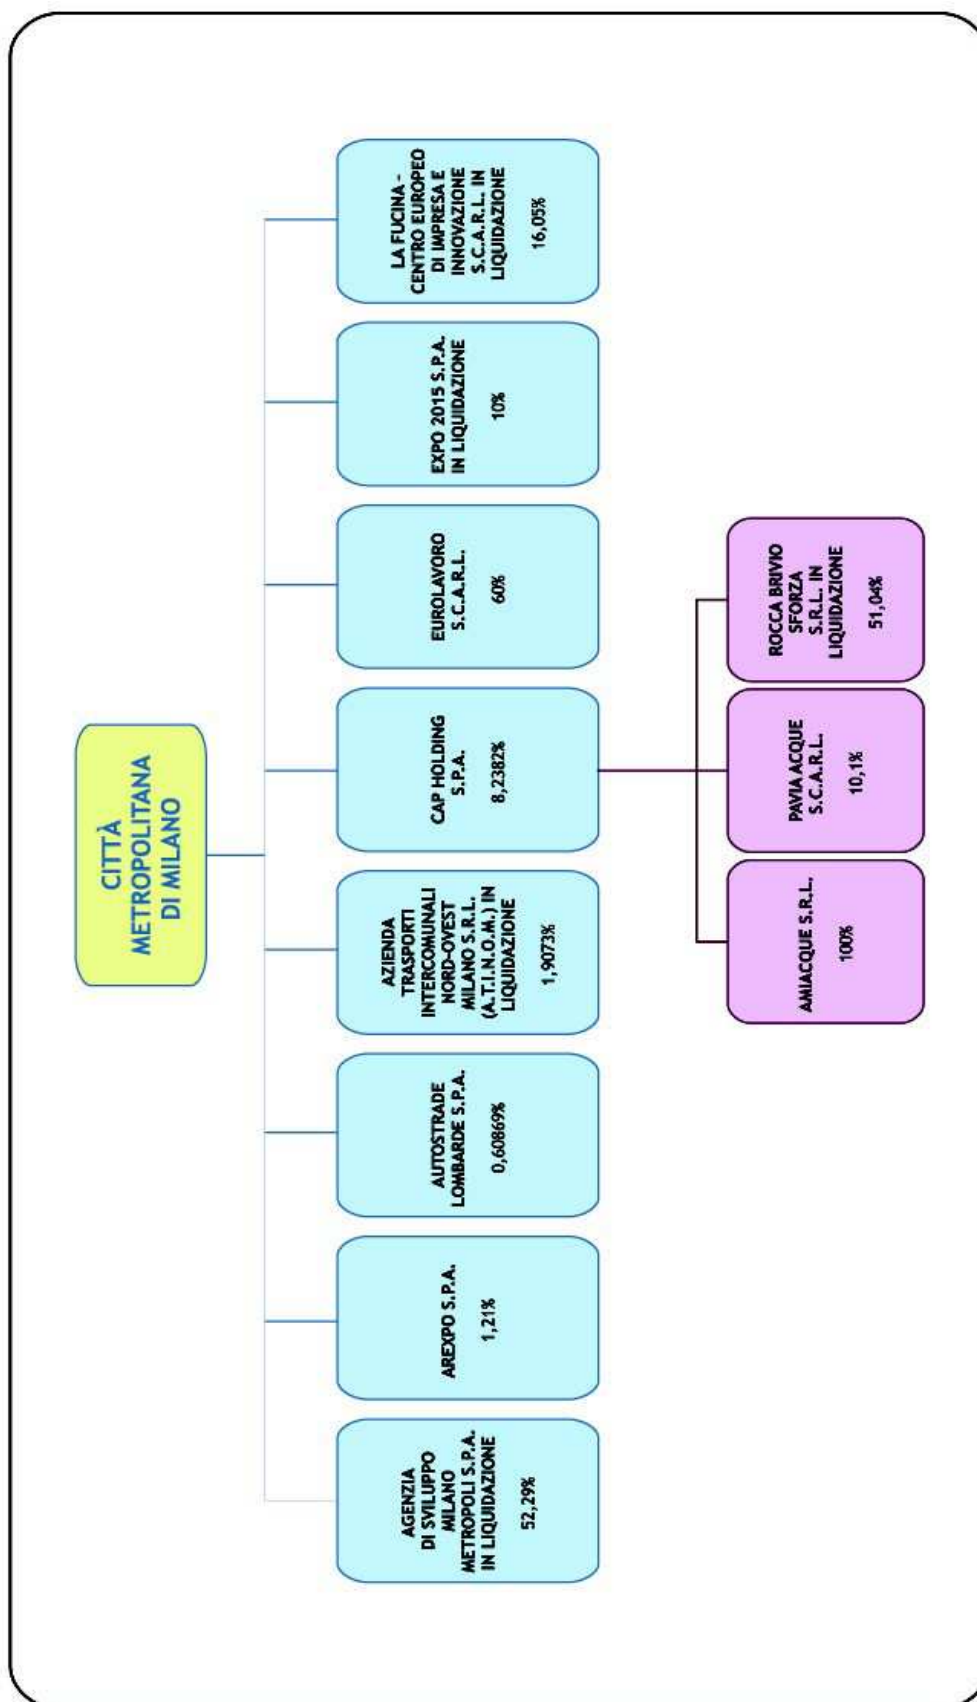 CITTÀ
METROPOLITANA
DI MILANO
AGENZIA
DI SVILUPPO
MILANO
METROPOLI S.P.A.
IN LIQUIDAZIONE
52,29%
AREXPO S.P.A.
1,21%
AUTOSTRADE
LOMBARDE S.P.A.
0,60869%
AZIENDA
TRASPORTI
INTERCOMUNALI
NORD-OVEST
MILANO S.R.L.
(A.T.I.N.O.M.) IN
LIQUIDAZIONE
1,9073%
CAP HOLDING
S.P.A.
8,2382%
EUROLAVORO
S.C.A.R.L.
60%
EXPO 2015 S.P.A.
IN LIQUIDAZIONE
10%
LA FUCINA -
CENTRO EUROPEO
DI IMPRESA E
INNOVAZIONE
S.C.A.R.L. IN
LIQUIDAZIONE
16,05%
AMIACQUE S.R.L.
100%
PAVIA ACQUE
S.C.A.R.L.
10,1%
ROCCA BRIVIO
SFORZA
S.R.L. IN
LIQUIDAZIONE
51,04%